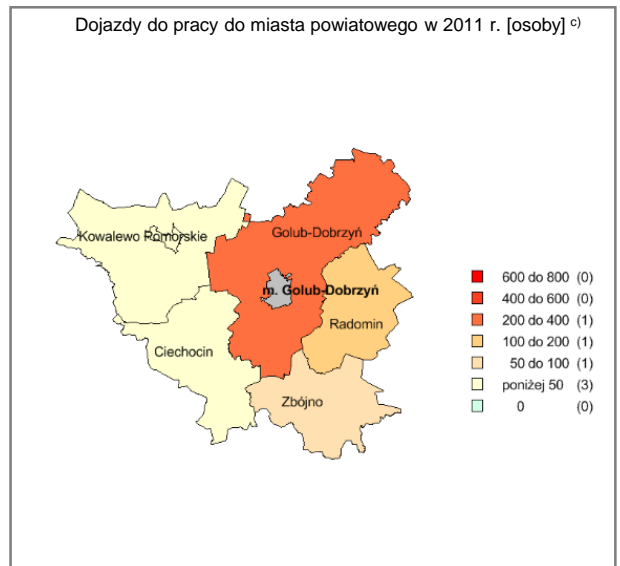 Dojazdy do pracy do miasta powiatowego w 2011 r. [osoby] c)
Kowalewo Pomorskie
Golub-Dobrzyń
m. Golub-Dobrzyń
Radomin
Ciechocin
Zbójno
600 do 800 (0)
400 do 600 (0)
200 do 400 (1)
100 do 200 (1)
50 do 100 (1)
poniżej 50 (3)
0 (0)